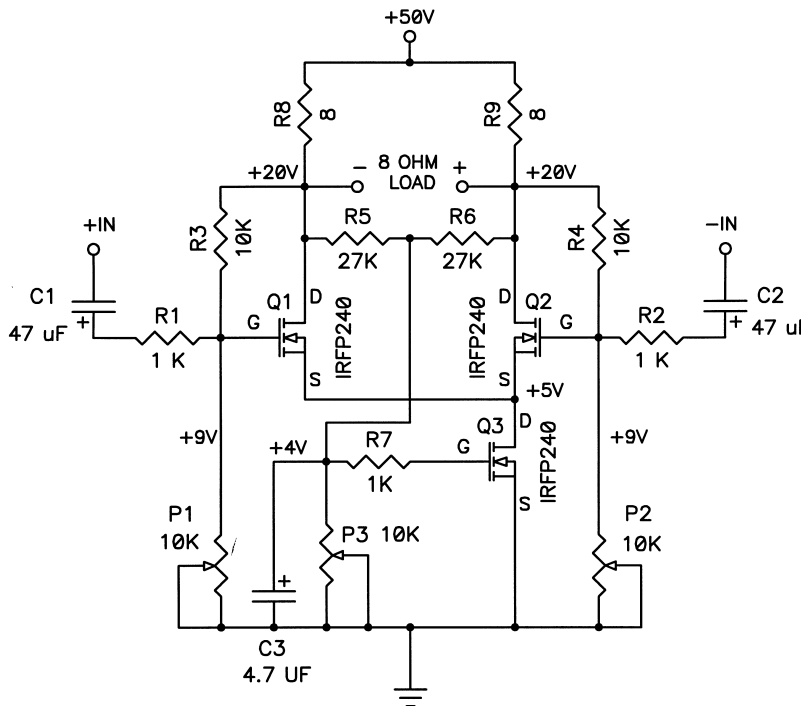 +50V
R8
8
R9
8
+20V
− 8 OHM +
LOAD
+20V
+IN
R3
10K
R5
27K
R6
27K
R4
10K
−IN
C1
47 uF
+
R1
1 K
G
Q1
D
S
IRFP240
IRFP240
D
Q2
G
S
R2
1 K
C2
47 u
+
+5V
+9V
+4V
R7
1K
Q3
D
G
S
IRFP240
+9V
P1
10K
P3 10K
P2
10K
+
C3
4.7 UF